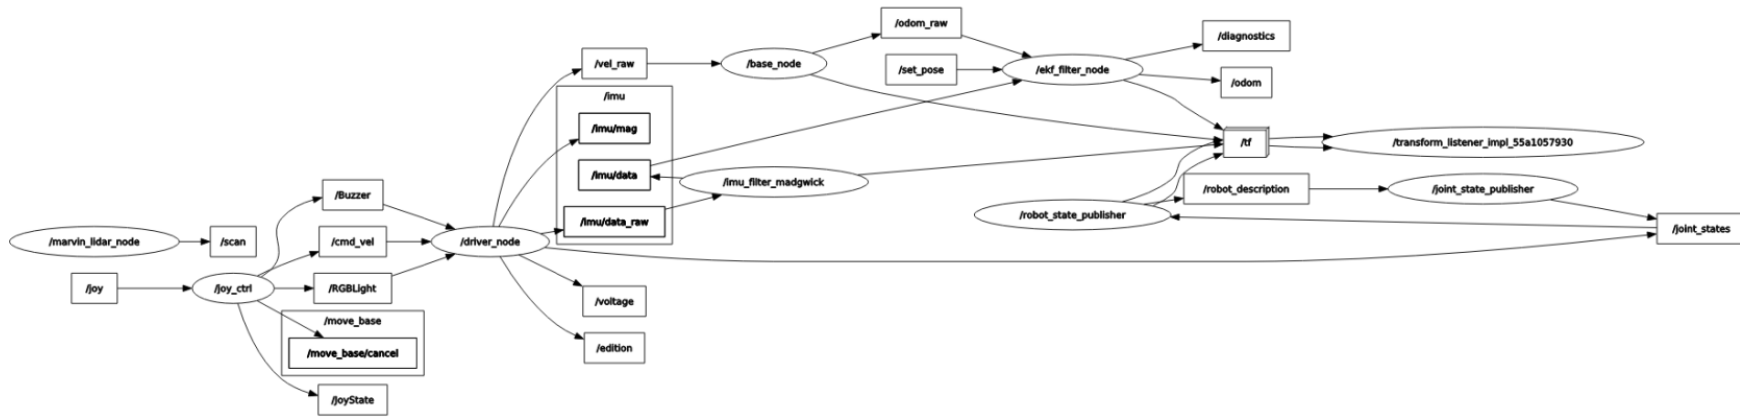 /odom_raw
/diagnostics
/vel_raw
/base_node
/set_pose
/ekf_filter_node
/odom
/imu
/imu/mag
/tf
/transform_listener_impl_55a1057930
/imu/data
/imu_filter_madgwick
/robot_description
/joint_state_publisher
/Buzzer
/imu/data_raw
/robot_state_publisher
/joint_states
/marvin_lidar_node
/scan
/cmd_vel
/driver_node
/joy
/joy_ctrl
/RGBLight
/voltage
/move_base
/move_base/cancel
/edition
/JoyState